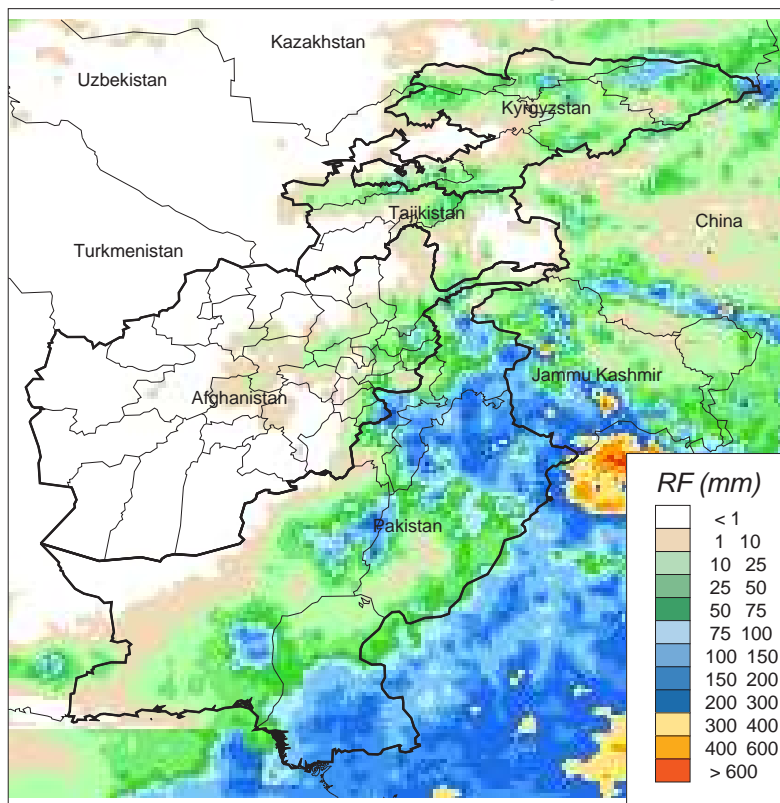 Kazakhstan
Uzbekistan
Kyrgyzstan
Tajikistan
China
Turkmenistan
Jammu Kashmir
Afghanistan
Pakistan
RF (mm)
< 1
1 10
10 25
25 50
50 75
75 100
100 150
150 200
200 300
300 400
400 600
> 600